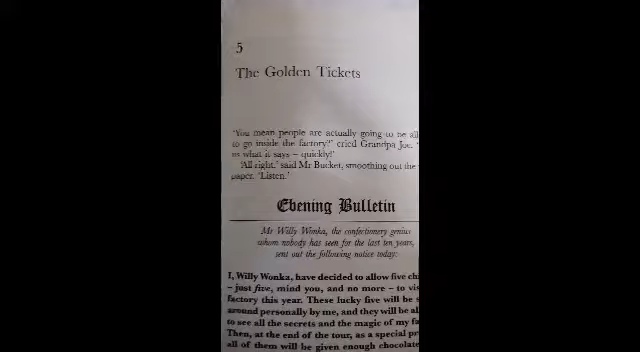 5
The Golden Tickets
'You mean people are actually going to be all
to go inside the factory?' cried Grandpa Joe. '
us what it says – quickly!'
'All right,' said Mr Bucket, smoothing out the
paper. 'Listen.'
Evening Bulletin
Mr Willy Wonka, the confectionery genius
whom nobody has seen for the last ten years,
sent out the following notice today:
I, Willy Wonka, have decided to allow five ch
– just five, mind you, and no more – to vis
factory this year. These lucky five will be s
around personally by me, and they will be al
to see all the secrets and the magic of my fa
Then, at the end of the tour, as a special pr
all of them will be given enough chocolate